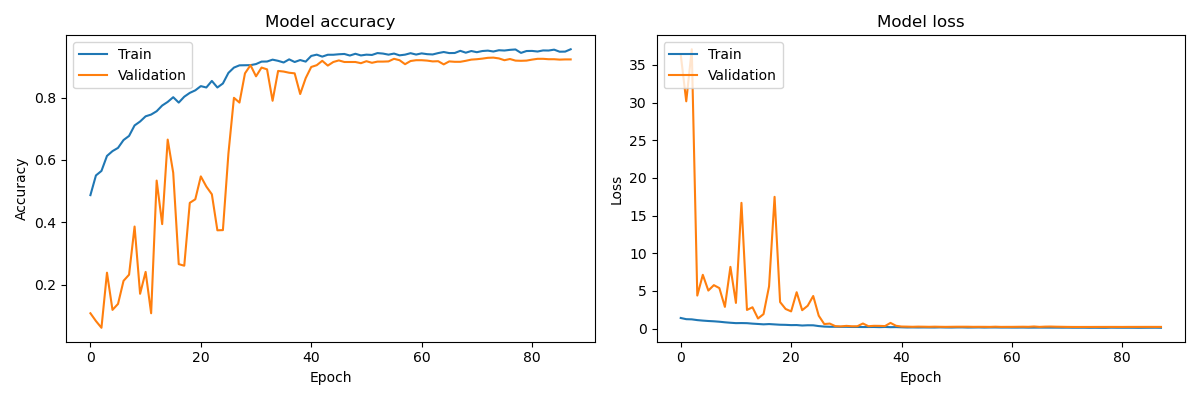 Model accuracy
Train
Validation
0.8
0.6
0.4
0.2
Accuracy
0 20 40 60 80
Epoch
Model loss
Train
Validation
35
30
25
20
15
10
5
0
Loss
0 20 40 60 80
Epoch